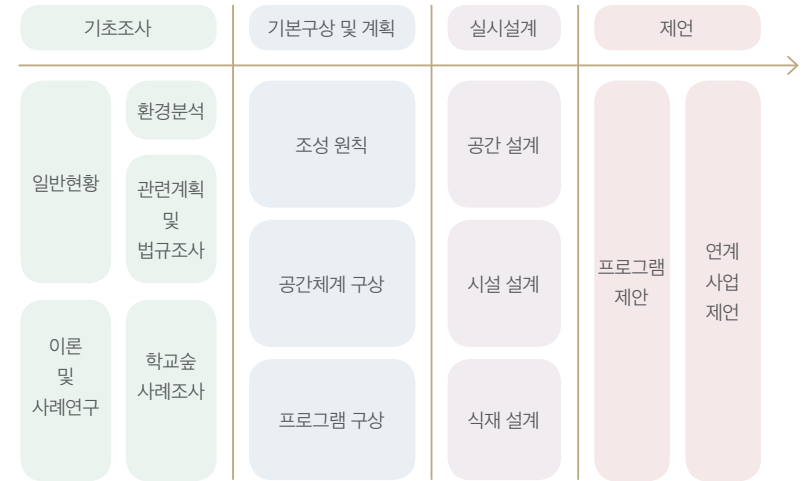 기초조사
기본구상 및 계획
실시설계
제언
일반현황
환경분석
관련계획
및
법규조사
이론
및
사례연구
학교숲
사례조사
조성 원칙
공간체계 구상
프로그램 구상
공간 설계
시설 설계
식재 설계
프로그램
제안
연계
사업
제언